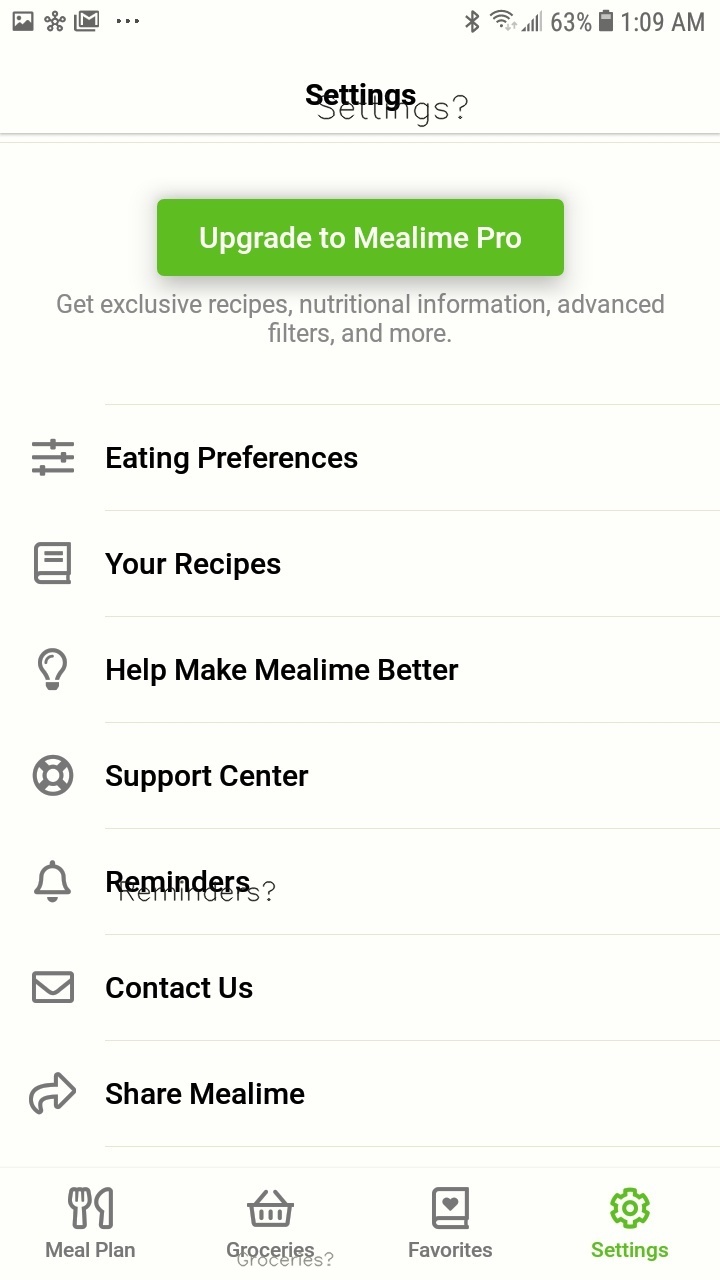 63% 1:09 AM
Settings
Settings?
Upgrade to Mealime Pro
Get exclusive recipes, nutritional information, advanced
filters, and more.
Eating Preferences
Your Recipes
Help Make Mealime Better
Support Center
Reminders
Reminders?
Contact Us
Share Mealime
Meal Plan Groceries Favorites Settings
Groceries?